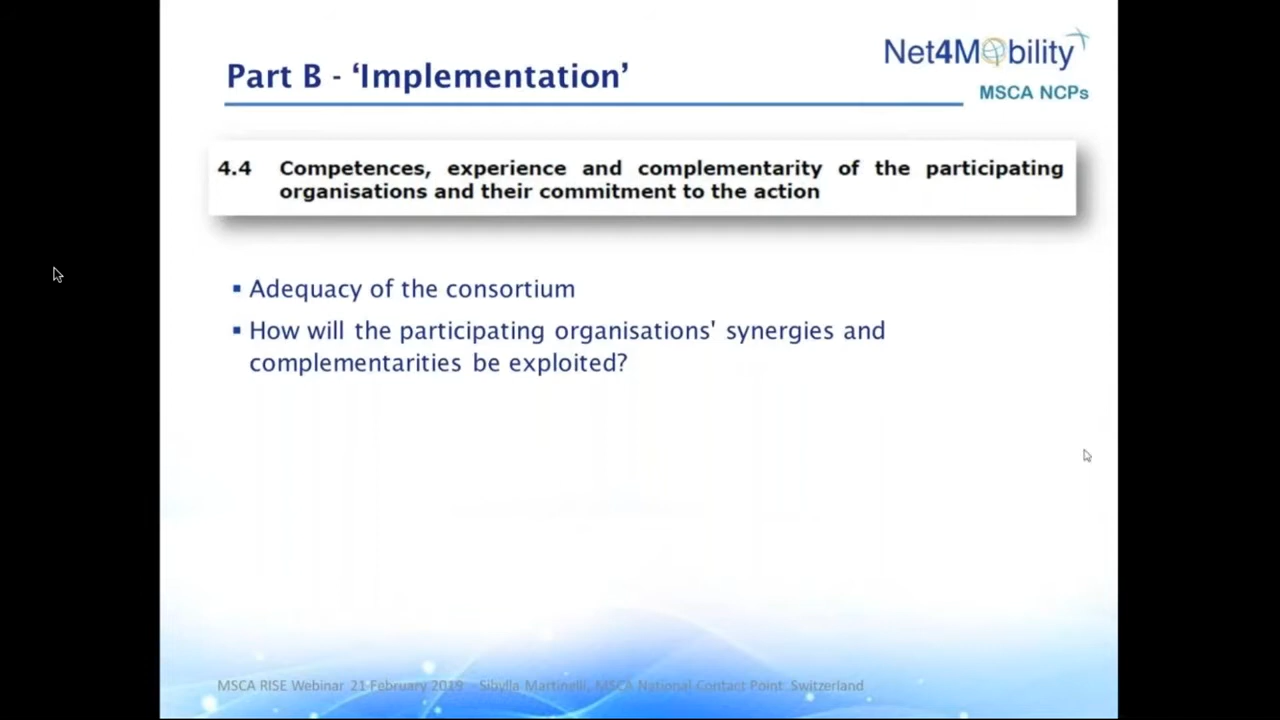 Net4Mobility
Part B - ‘Implementation’
MSCA NCPs
4.4 Competences, experience and complementarity of the participating
organisations and their commitment to the action
▪ Adequacy of the consortium
▪ How will the participating organisations' synergies and
complementarities be exploited?
MSCA RISE Webinar 21 February 2019 Sibylla Martinelli, MSCA National Contact Point Switzerland